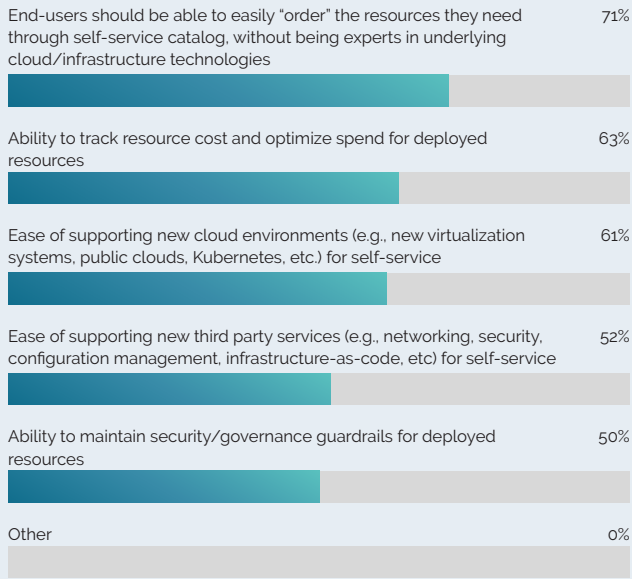 End-users should be able to easily “order” the resources they need 71%
through self-service catalog, without being experts in underlying
cloud/infrastructure technologies
Ability to track resource cost and optimize spend for deployed 63%
resources
Ease of supporting new cloud environments (e.g., new virtualization 61%
systems, public clouds, Kubernetes, etc.) for self-service
Ease of supporting new third party services (e.g., networking, security, 52%
configuration management, infrastructure-as-code, etc) for self-service
Ability to maintain security/governance guardrails for deployed 50%
resources
Other 0%